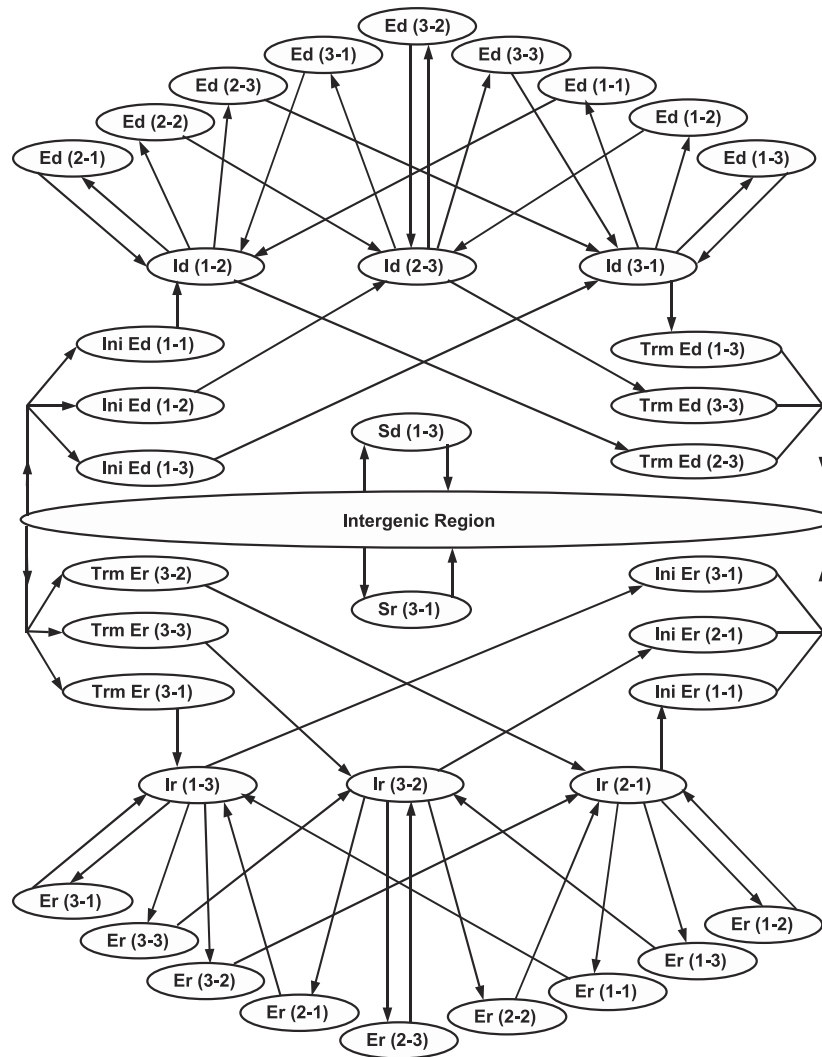 Ed (3-2)
Ed (3-1)
Ed (3-3)
Ed (2-3)
Ed (1-1)
Ed (2-2)
Ed (1-2)
Ed (2-1)
Ed (1-3)
Id (1-2)
Id (2-3)
Id (3-1)
Ini Ed (1-1)
Trm Ed (1-3)
Ini Ed (1-2)
Trm Ed (3-3)
Sd (1-3)
Ini Ed (1-3)
Trm Ed (2-3)
Intergenic Region
Trm Er (3-2)
Ini Er (3-1)
Sr (3-1)
Trm Er (3-3)
Ini Er (2-1)
Trm Er (3-1)
Ini Er (1-1)
Ir (1-3)
Ir (3-2)
Ir (2-1)
Er (3-1)
Er (1-2)
Er (3-3)
Er (1-3)
Er (3-2)
Er (1-1)
Er (2-1)
Er (2-2)
Er (2-3)